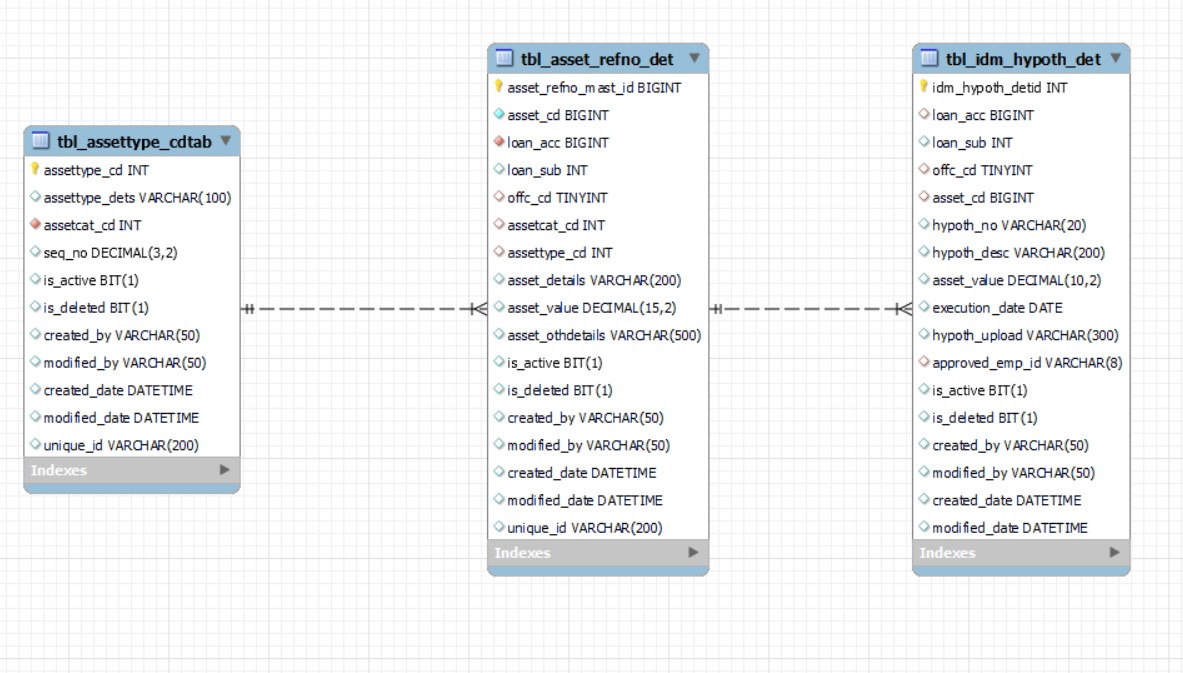 tbl_assettype_cdtab
assettype_cd INT
assettype_dets VARCHAR(100)
assetcat_cd INT
seq_no DECIMAL(3,2)
is_active BIT(1)
is_deleted BIT(1)
created_by VARCHAR(50)
modified_by VARCHAR(50)
created_date DATETIME
modified_date DATETIME
unique_id VARCHAR(200)
Indexes
tbl_asset_refno_det
asset_refno_mast_id BIGINT
asset_cd BIGINT
loan_acc BIGINT
loan_sub INT
offc_cd TINYINT
assetcat_cd INT
assettype_cd INT
asset_details VARCHAR(200)
asset_value DECIMAL(15,2)
asset_othdetails VARCHAR(500)
is_active BIT(1)
is_deleted BIT(1)
created_by VARCHAR(50)
modified_by VARCHAR(50)
created_date DATETIME
modified_date DATETIME
unique_id VARCHAR(200)
Indexes
tbl_idm_hypoth_det
idm_hypoth_detid INT
loan_acc BIGINT
loan_sub INT
offc_cd TINYINT
asset_cd BIGINT
hypoth_no VARCHAR(20)
hypoth_desc VARCHAR(200)
asset_value DECIMAL(10,2)
execution_date DATE
hypoth_upload VARCHAR(300)
approved_emp_id VARCHAR(8)
is_active BIT(1)
is_deleted BIT(1)
created_by VARCHAR(50)
modified_by VARCHAR(50)
created_date DATETIME
modified_date DATETIME
Indexes